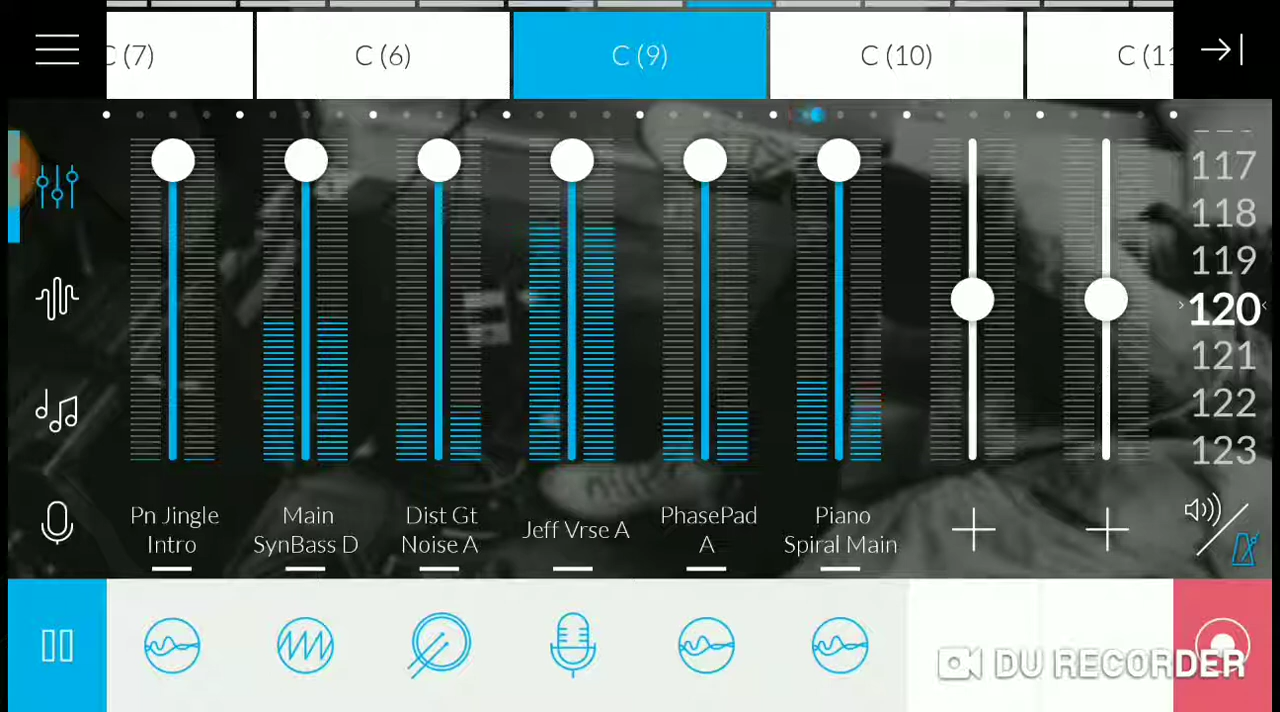 C (7)
C (6)
C (9)
C (10)
C (11
117
118
119
120
121
122
123
Pn Jingle
Intro
Main
SynBass D
Dist Gt
Noise A
Jeff Vrse A
PhasePad
A
Piano
Spiral Main
DU RECORDER